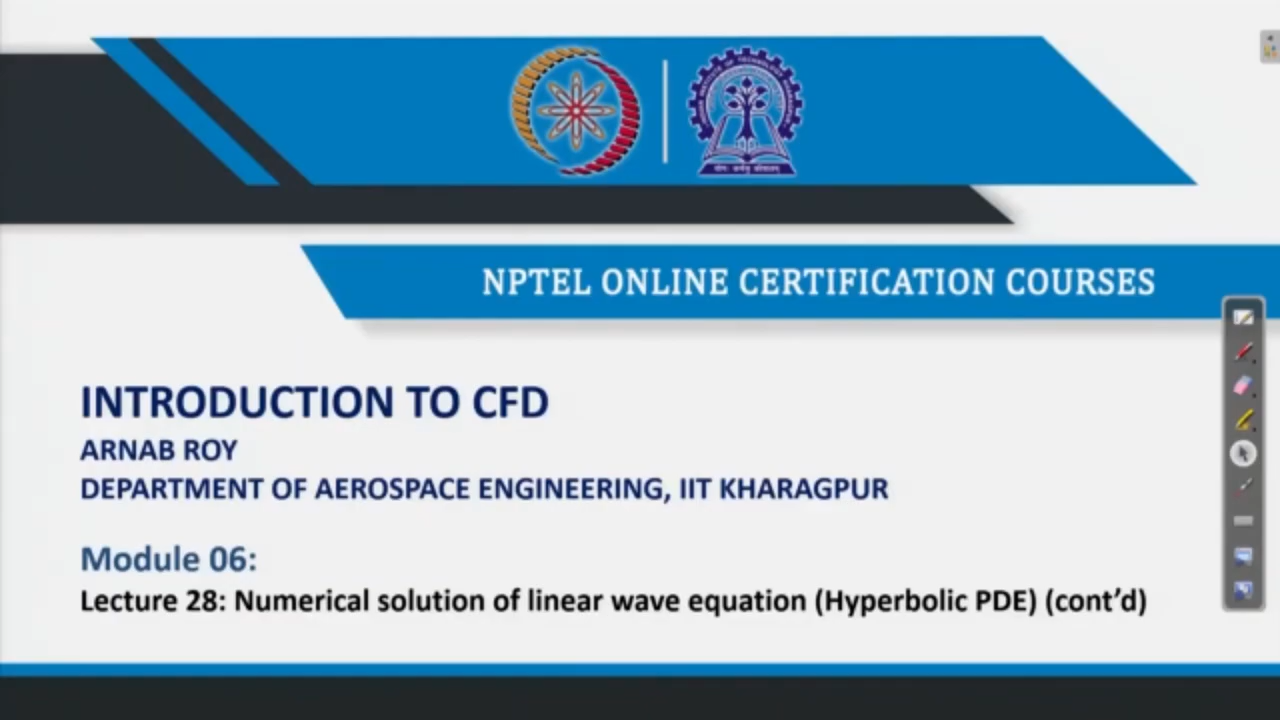 NPTEL ONLINE CERTIFICATION COURSES
INTRODUCTION TO CFD
ARNAB ROY
DEPARTMENT OF AEROSPACE ENGINEERING, IIT KHARAGPUR
Module 06:
Lecture 28: Numerical solution of linear wave equation (Hyperbolic PDE) (cont'd)